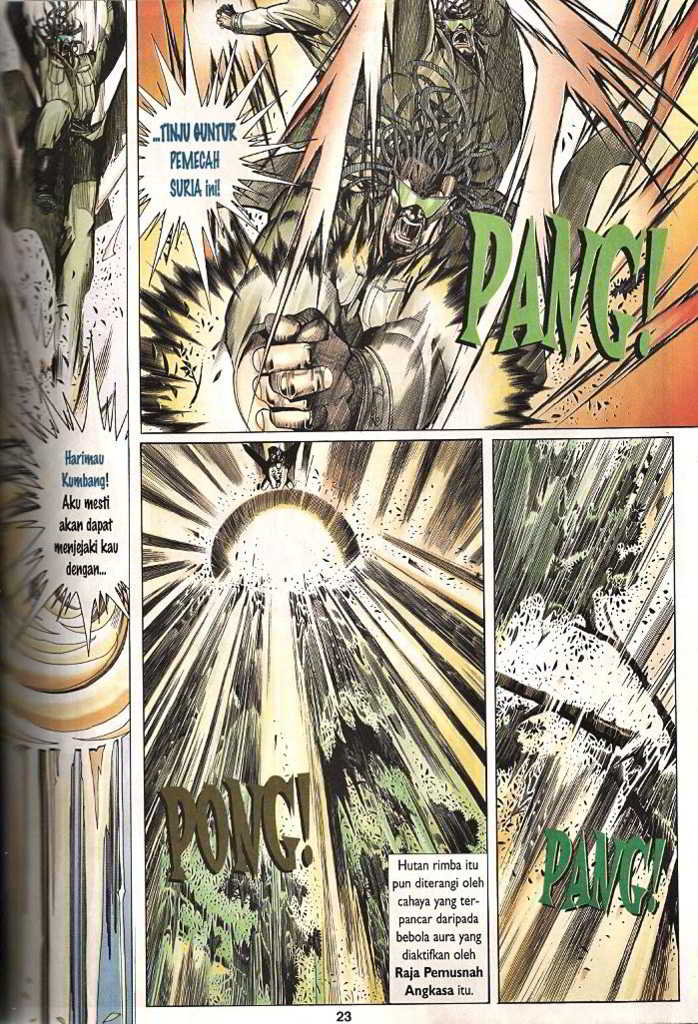 Harimau
Kumbang!
Aku mesti
akan dapat
menjejaki kau
dengan...
...TINJU GUNTUR
PEMECAH
SURIA ini!
PANG!
PONG!
Hutan rimba itu
pun diterangi oleh
cahaya yang ter-
pancar daripada
bebola aura yang
diaktifkan oleh
Raja Pemusnah
Angkasa itu.
PANG!
23